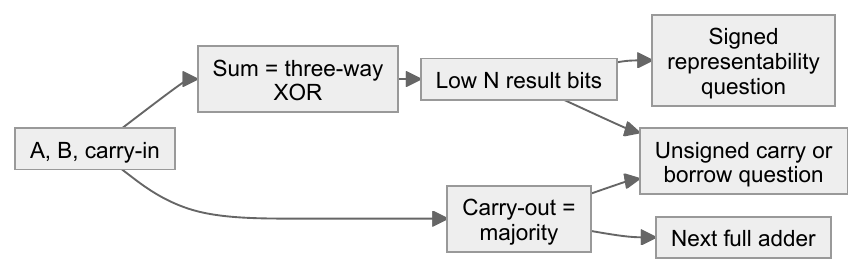 A, B, carry-in
Sum = three-way
XOR
Low N result bits
Signed
representability
question
Unsigned carry or
borrow question
Carry-out =
majority
Next full adder